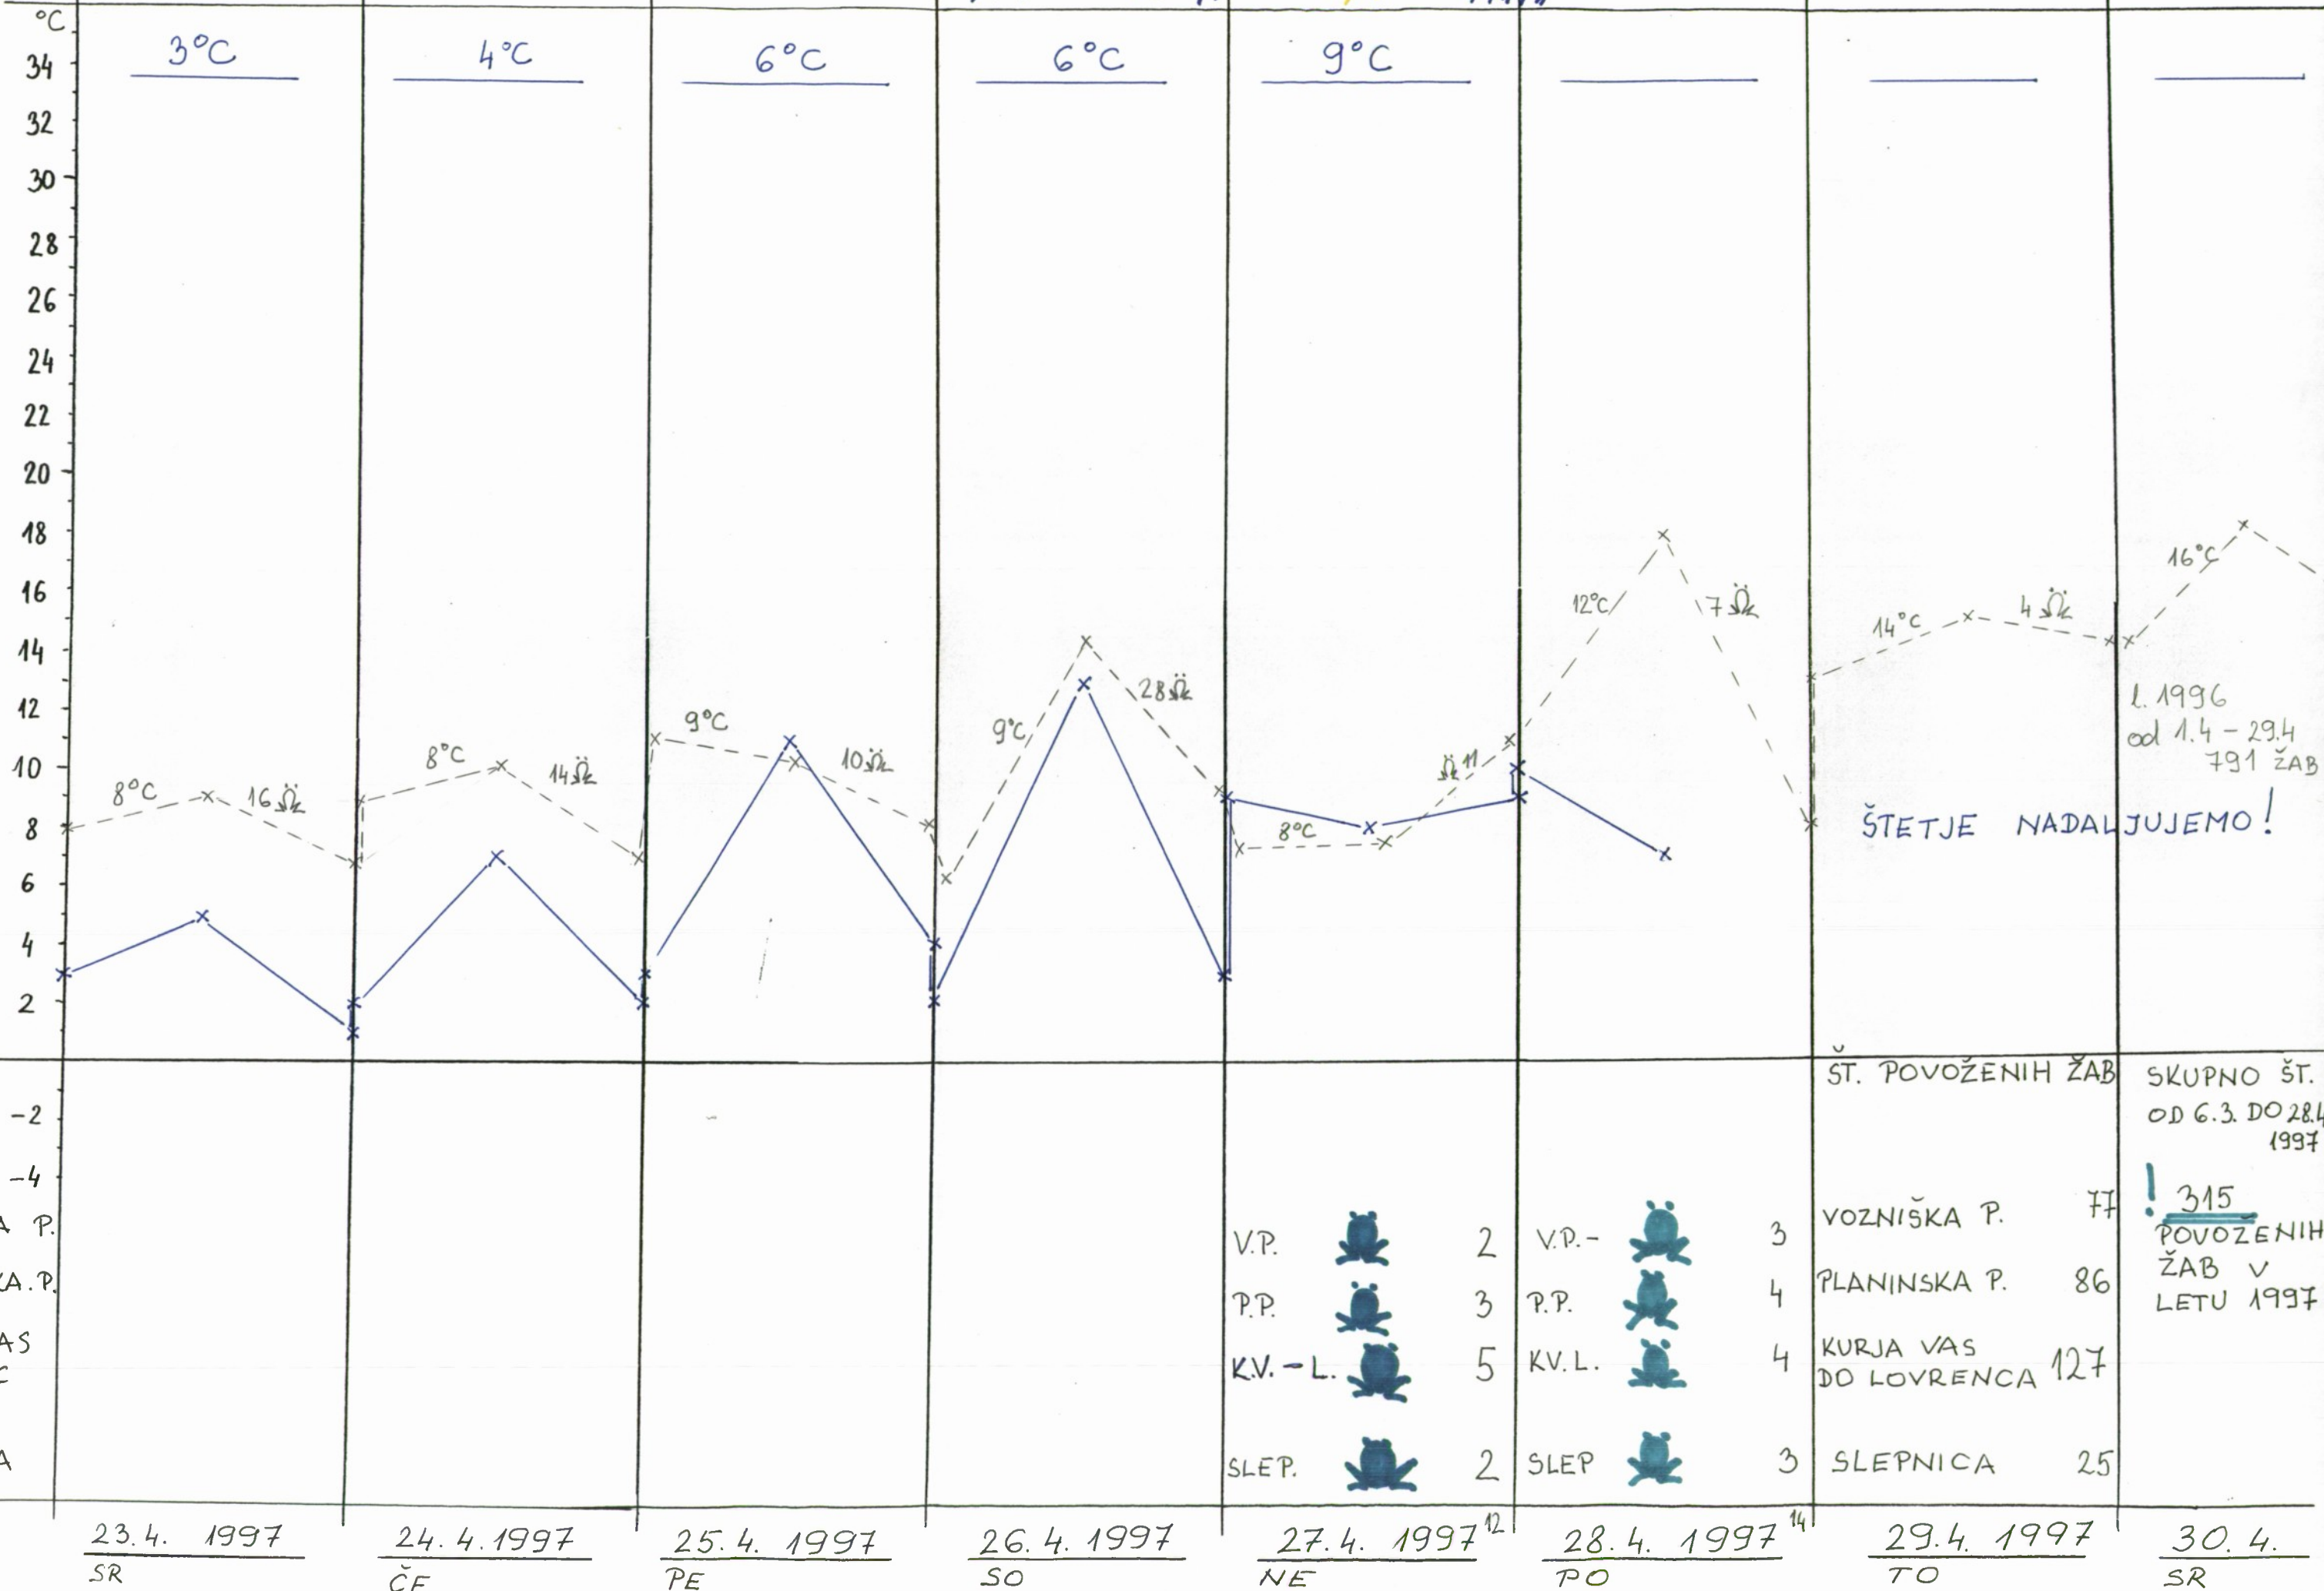 °C
3°C 4°C 6°C 6°C 9°C
34
32
30
28
26
24
22
20
18
16
14
12
10
8
6
4
2
-2
-4
8°C 16
8°C 14
9°C 10
9°C 28
8°C 11
12°C 7
14°C 4
16°C
l. 1996
od 1.4 - 29.4
791 ŽAB
ŠTETJE NADALJUJEMO!
A P.
KA.P.
AS
C
A
V.P. 2
P.P. 3
K.V. - L. 5
SLEP. 2
V.P. - 3
P.P. 4
KV.L. 4
SLEP 3
ŠT. POVOŽENIH ŽAB
VOZNIŠKA P. 77
PLANINSKA P. 86
KURJA VAS
DO LOVRENCA 127
SLEPNICA 25
SKUPNO ŠT.
OD 6.3. DO 28.4
1997
! 315
POVOŽENIH
ŽAB V
LETU 1997
23.4. 1997 24.4.1997 25.4. 1997 26.4. 1997 27.4. 1997 12 28.4. 1997 14 29.4. 1997 30.4.
SR ČE PE SO NE PO TO SR